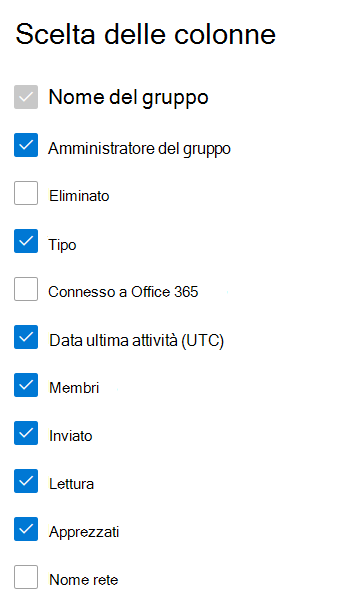 Scelta delle colonne
Nome del gruppo
Amministratore del gruppo
Eliminato
Tipo
Connesso a Office 365
Data ultima attività (UTC)
Membri
Inviato
Lettura
Apprezzati
Nome rete